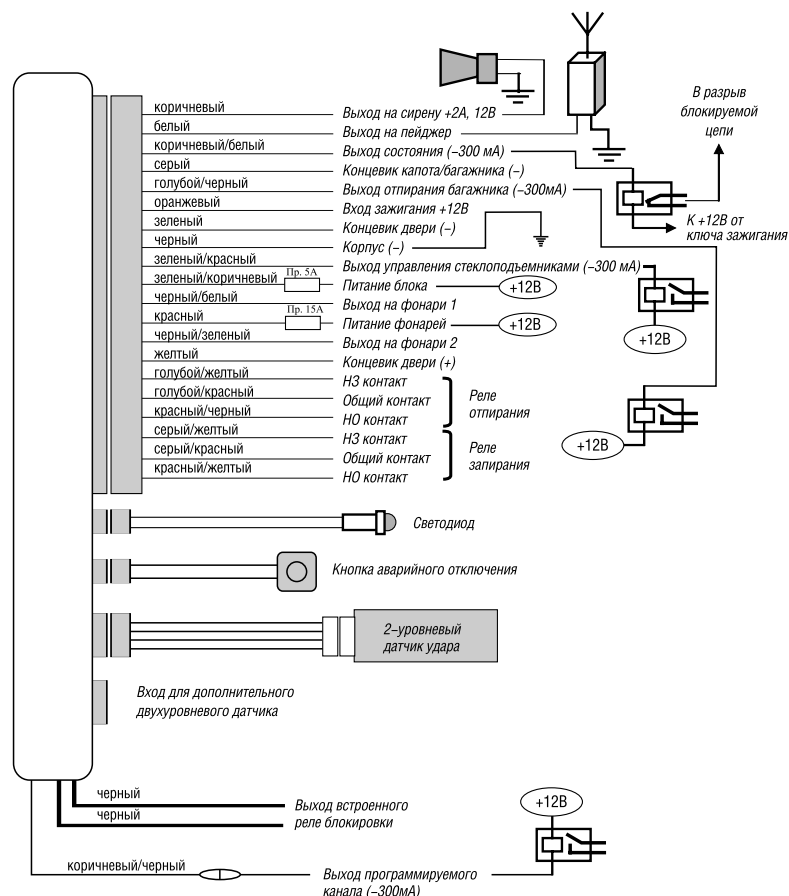 коричневый
Выход на сирену +2А, 12В
белый
Выход на пейджер
коричневый/белый
Выход состояния (–300 мА)
серый
Концевик капота/багажника (–)
голубой/черный
Выход отпирания багажника (–300мА)
оранжевый
Вход зажигания +12В
зеленый
Концевик двери (–)
черный
Корпус (–)
зеленый/красный
Выход управления стеклоподъемниками (–300 мА)
зеленый/коричневый
Пр. 5А
Питание блока
+12В
черный/белый
Выход на фонари 1
красный
Пр. 15А
Питание фонарей
+12В
черный/зеленый
Выход на фонари 2
желтый
Концевик двери (+)
голубой/желтый
НЗ контакт
голубой/красный
Общий контакт
красный/черный
НО контакт
Реле
отпирания
серый/желтый
НЗ контакт
серый/красный
Общий контакт
красный/желтый
НО контакт
Реле
запирания
В разрыв
блокируемой
цепи
К +12В от
ключа зажигания
+12В
+12В
Светодиод
Кнопка аварийного отключения
2–уровневый
датчик удара
Вход для дополнительного
двухуровневого датчика
черный
черный
Выход встроенного
реле блокировки
+12В
коричневый/черный
Выход программируемого
канала (–300мА)